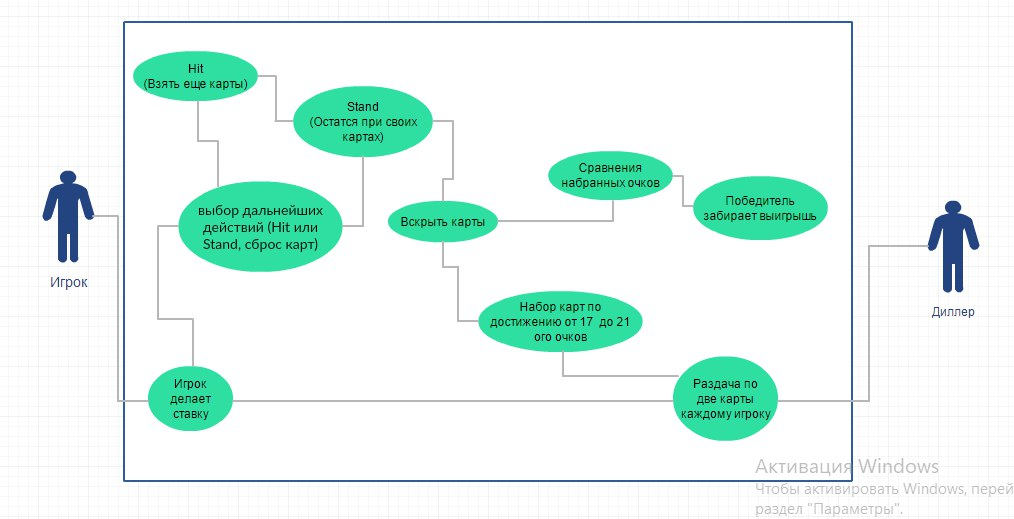 Hit
(Взять еще карты)
Stand
(Остатся при своих
картах)
Сравнения
набранных очков
Победитель
забирает выигрышь
выбор дальнейших
действий (Hit или
Stand, сброс карт)
Вскрыть карты
Игрок
Диллер
Набор карт по
достижению от 17 до 21
ого очков
Игрок
делает
ставку
Раздача по
две карты
каждому игроку
Активация Windows
Чтобы активировать Windows, перей
раздел "Параметры".